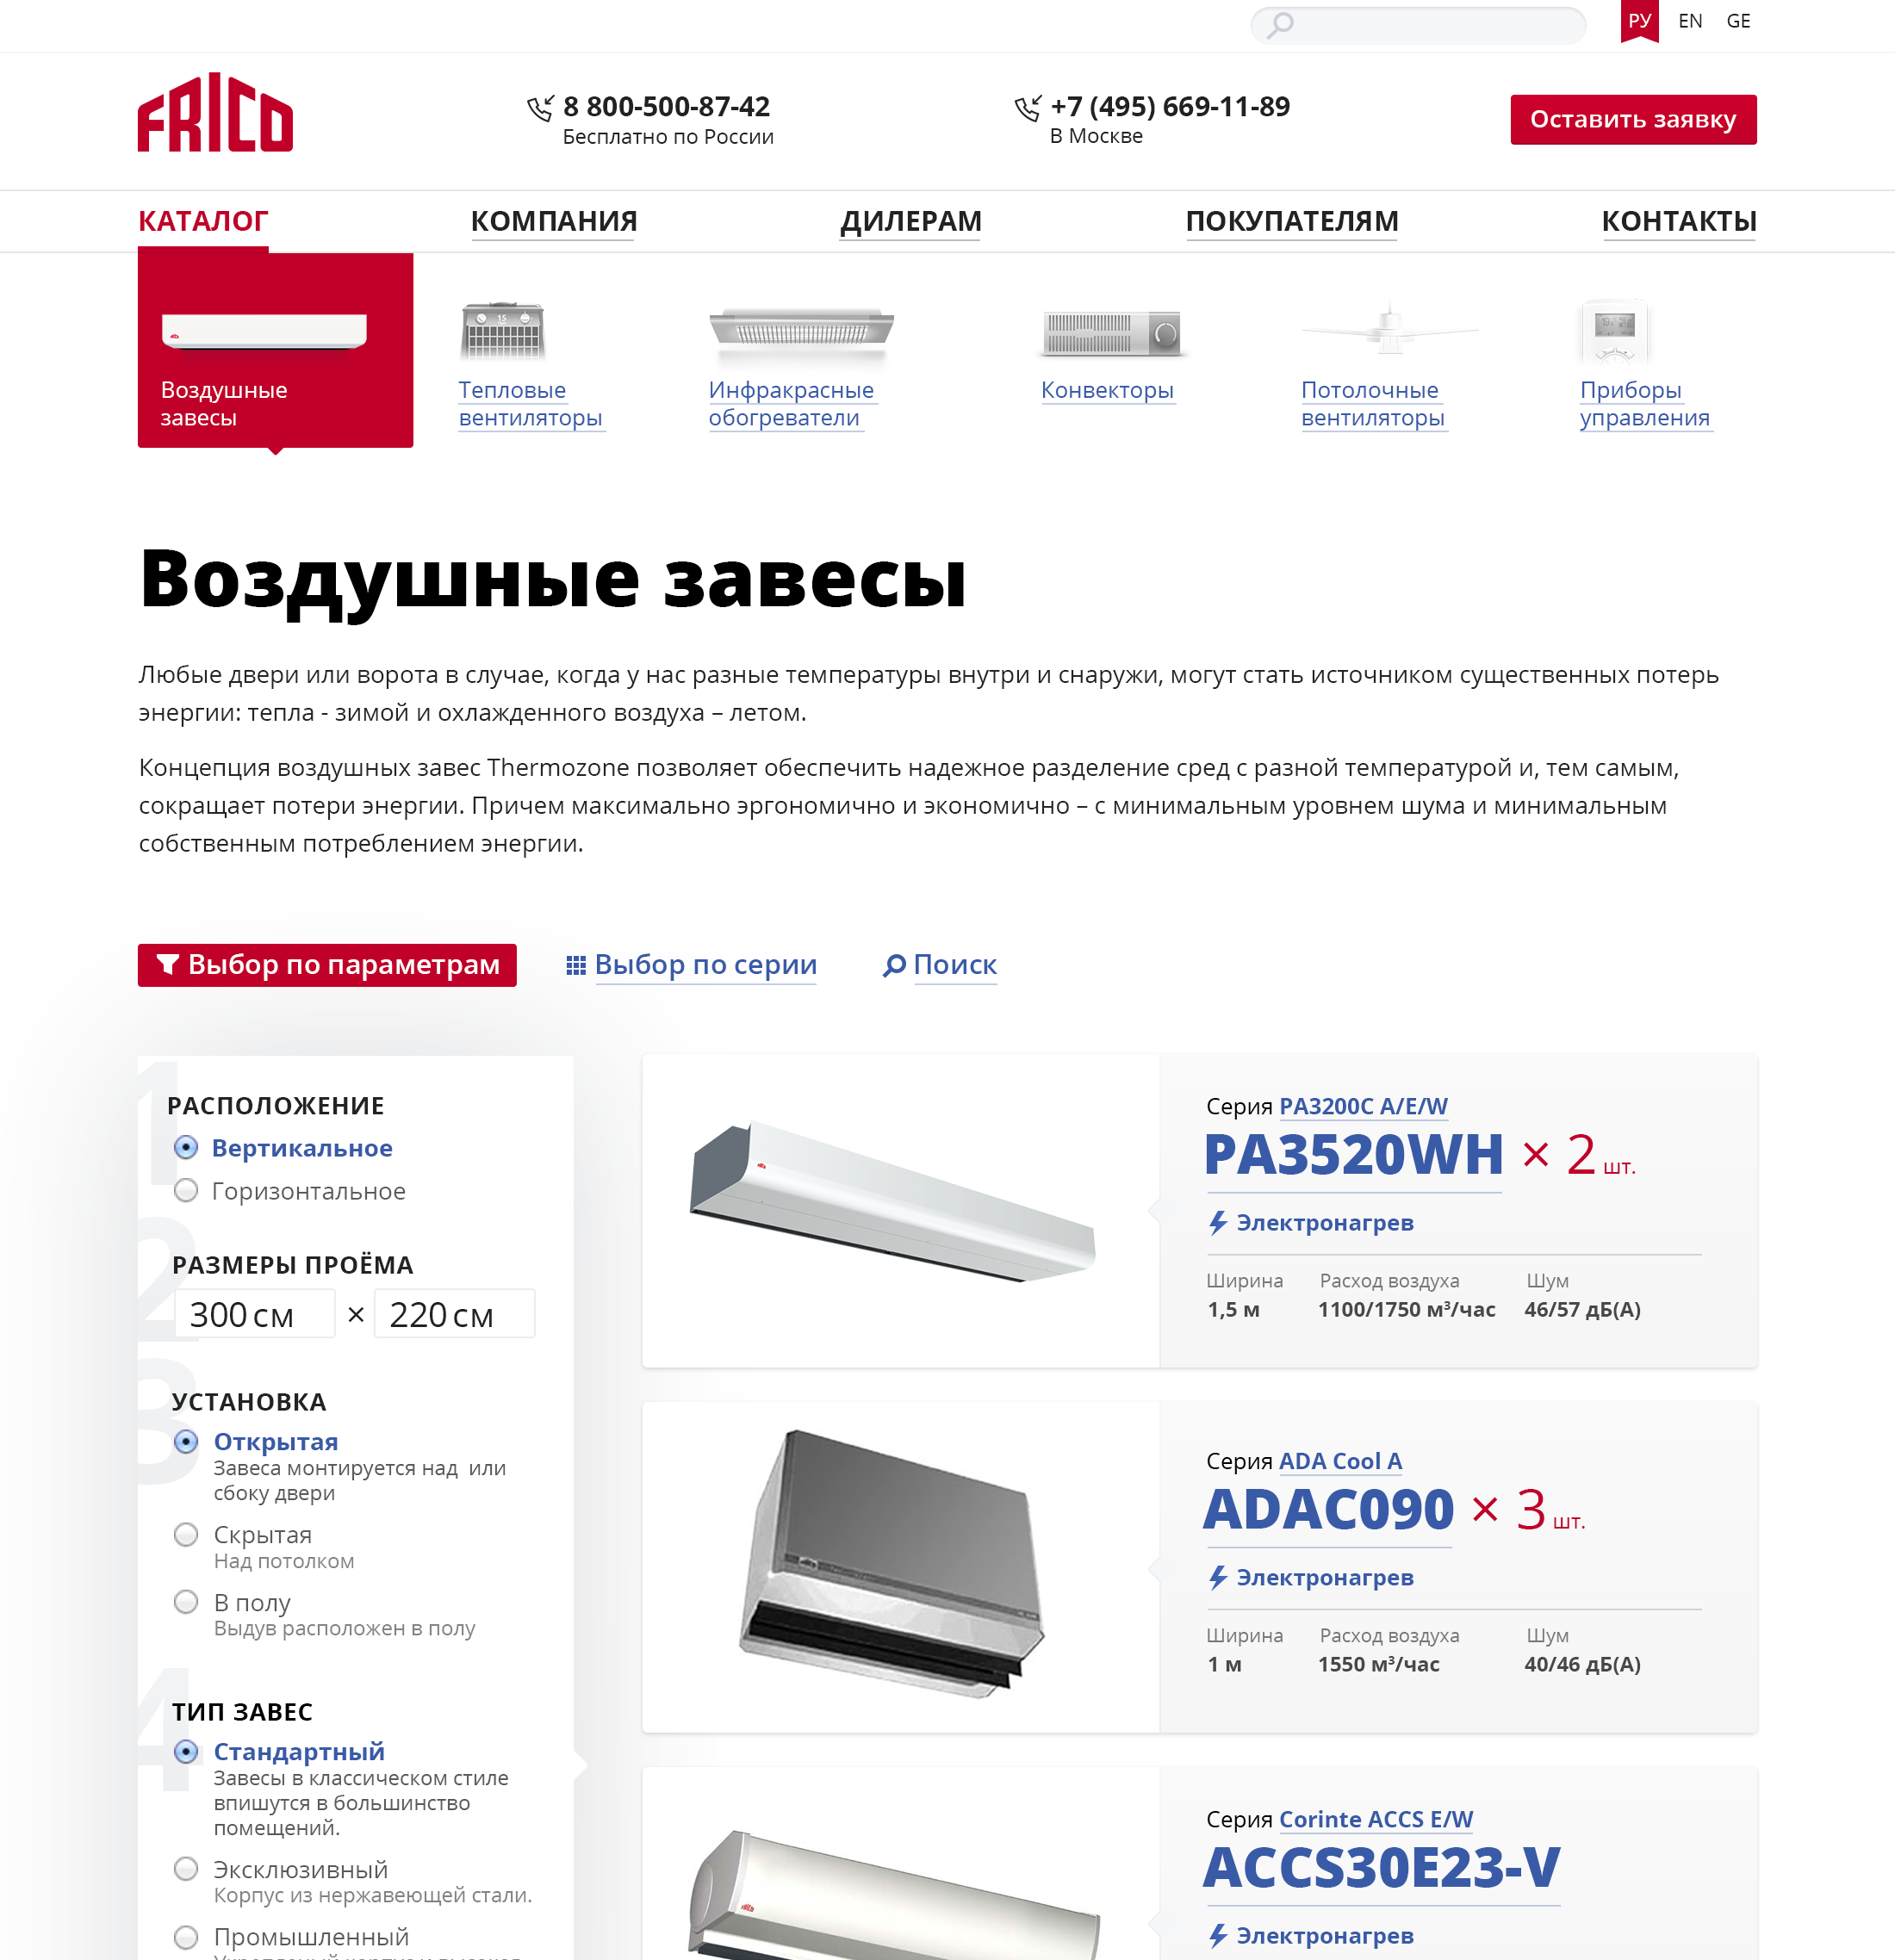 РУ EN GE
FRICO
8 800-500-87-42
Бесплатно по России
+7 (495) 669-11-89
В Москве
Оставить заявку
КАТАЛОГ
КОМПАНИЯ
ДИЛЕРАМ
ПОКУПАТЕЛЯМ
КОНТАКТЫ
Воздушные
завесы
Тепловые
вентиляторы
Инфракрасные
обогреватели
Конвекторы
Потолочные
вентиляторы
Приборы
управления
Воздушные завесы
Любые двери или ворота в случае, когда у нас разные температуры внутри и снаружи, могут стать источником существенных потерь
энергии: тепла - зимой и охлажденного воздуха – летом.
Концепция воздушных завес Thermozone позволяет обеспечить надежное разделение сред с разной температурой и, тем самым,
сокращает потери энергии. Причем максимально эргономично и экономично – с минимальным уровнем шума и минимальным
собственным потреблением энергии.
Выбор по параметрам
Выбор по серии
Поиск
1
РАСПОЛОЖЕНИЕ
Вертикальное
Горизонтальное
2
РАЗМЕРЫ ПРОЁМА
300 см × 220 см
3
УСТАНОВКА
Открытая
Завеса монтируется над или
сбоку двери
Скрытая
Над потолком
В полу
Выдув расположен в полу
4
ТИП ЗАВЕС
Стандартный
Завесы в классическом стиле
впишутся в большинство
помещений.
Эксклюзивный
Корпус из нержавеющей стали.
Промышленный
Серия PA3200C A/E/W
PA3520WH × 2 шт.
Электронагрев
Ширина Расход воздуха Шум
1,5 м 1100/1750 м³/час 46/57 дБ(А)
Серия ADA Cool A
ADAC090 × 3 шт.
Электронагрев
Ширина Расход воздуха Шум
1 м 1550 м³/час 40/46 дБ(А)
Серия Corinte ACCS E/W
ACCS30E23-V
Электронагрев
FRICO